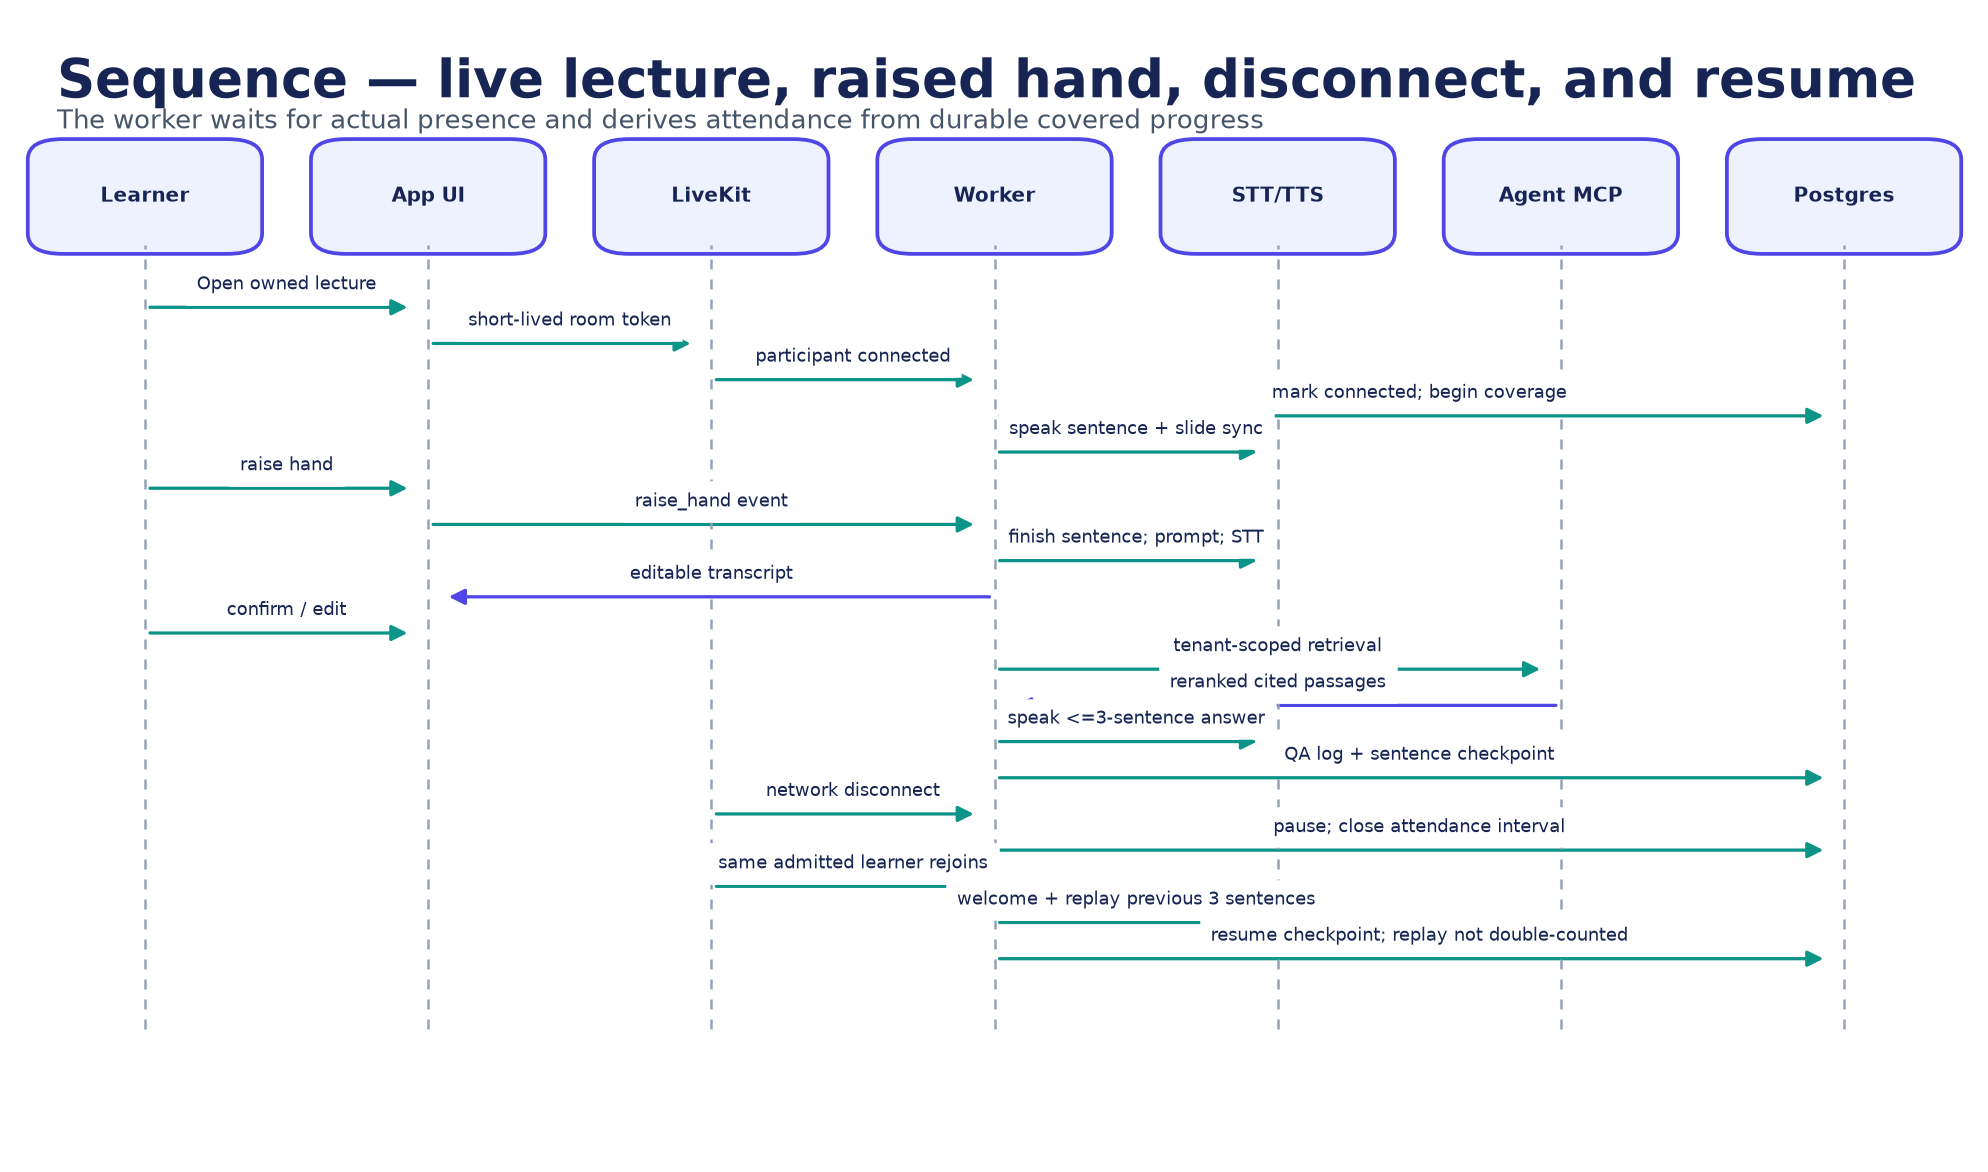 Sequence — live lecture, raised hand, disconnect, and resume
The worker waits for actual presence and derives attendance from durable covered progress
Learner
App UI
LiveKit
Worker
STT/TTS
Agent MCP
Postgres
Open owned lecture
short-lived room token
participant connected
mark connected; begin coverage
speak sentence + slide sync
raise hand
raise_hand event
finish sentence; prompt; STT
editable transcript
confirm / edit
tenant-scoped retrieval
reranked cited passages
speak <=3-sentence answer
QA log + sentence checkpoint
network disconnect
pause; close attendance interval
same admitted learner rejoins
welcome + replay previous 3 sentences
resume checkpoint; replay not double-counted